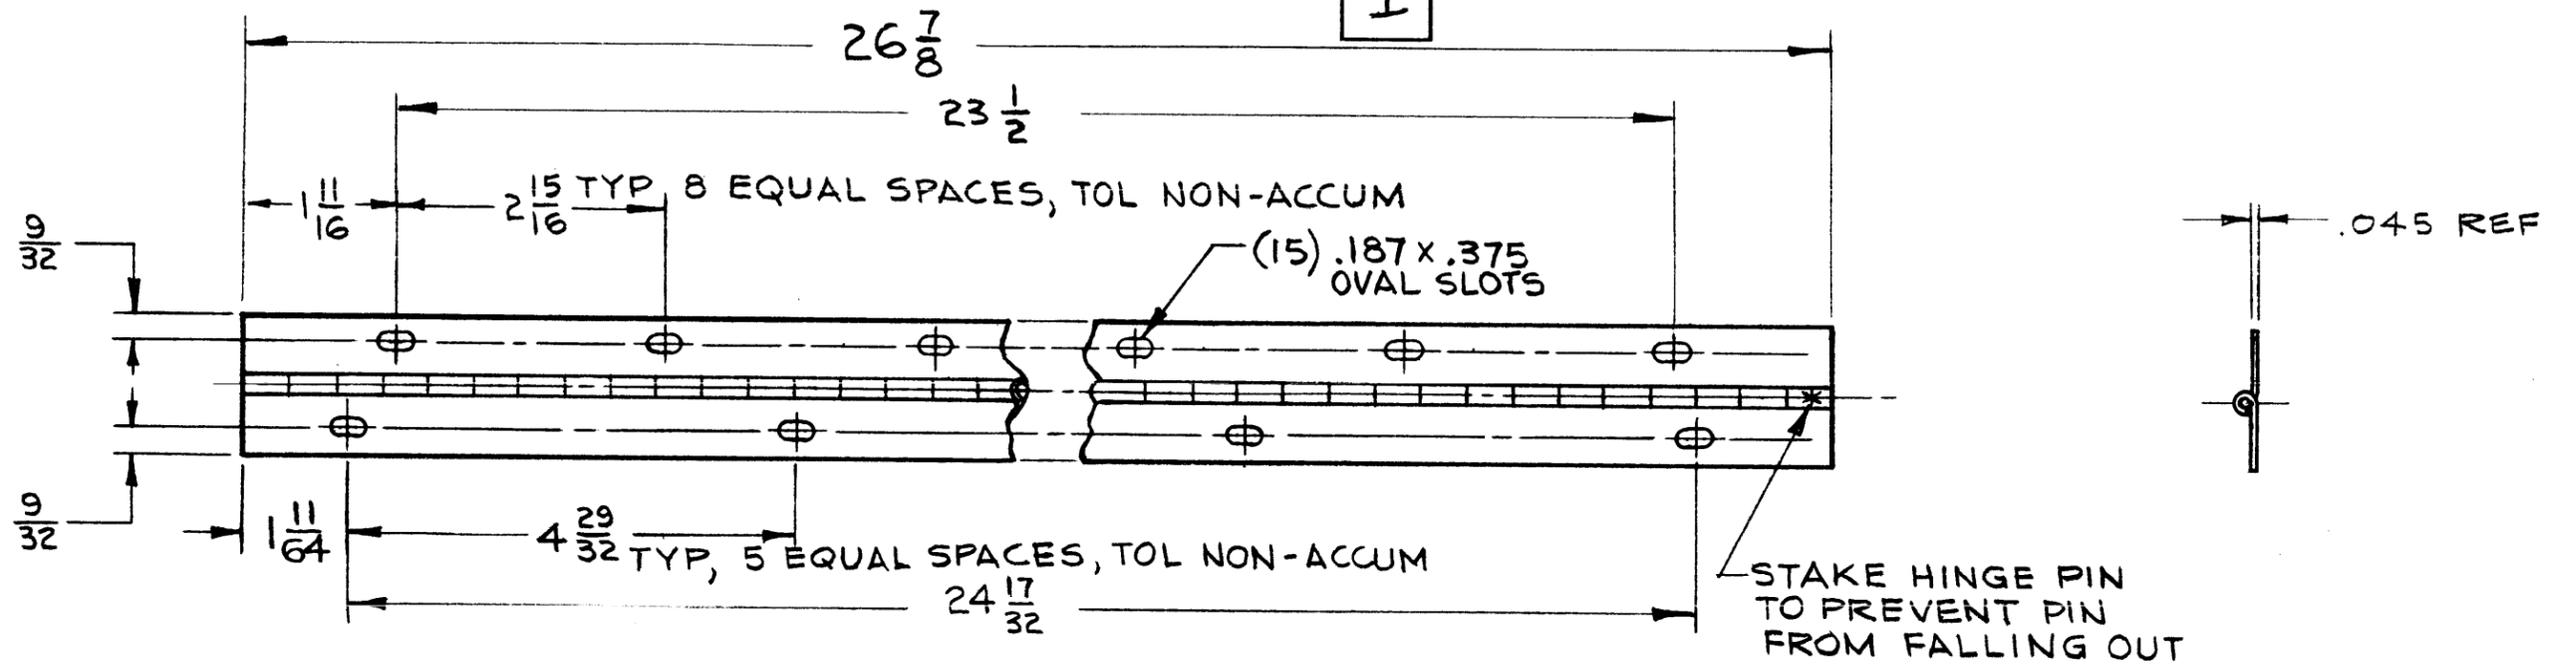 1
26 7/8
23 1/2
1 11/16
2 15/16 TYP, 8 EQUAL SPACES, TOL NON-ACCUM
9/32
.045 REF
(15) .187 x .375
OVAL SLOTS
9/32
1 11/64
4 29/32 TYP, 5 EQUAL SPACES, TOL NON-ACCUM
24 17/32
STAKE HINGE PIN
TO PREVENT PIN
FROM FALLING OUT